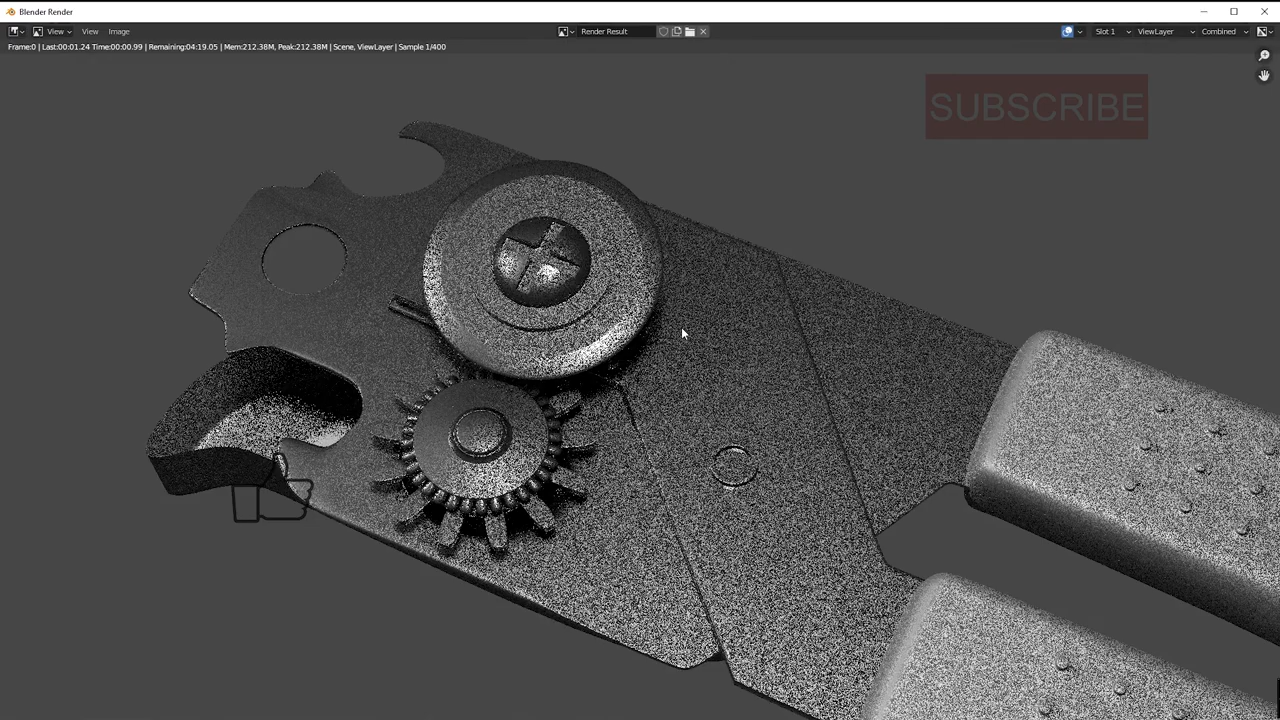 Blender Render
View
View
Image
Render Result
Slot 1
ViewLayer
Combined
Frame:0 | Last:00:01.24 Time:00:00.99 | Remaining:04:19.05 | Mem:212.38M, Peak:212.38M | Scene, ViewLayer | Sample 1/400
SUBSCRIBE